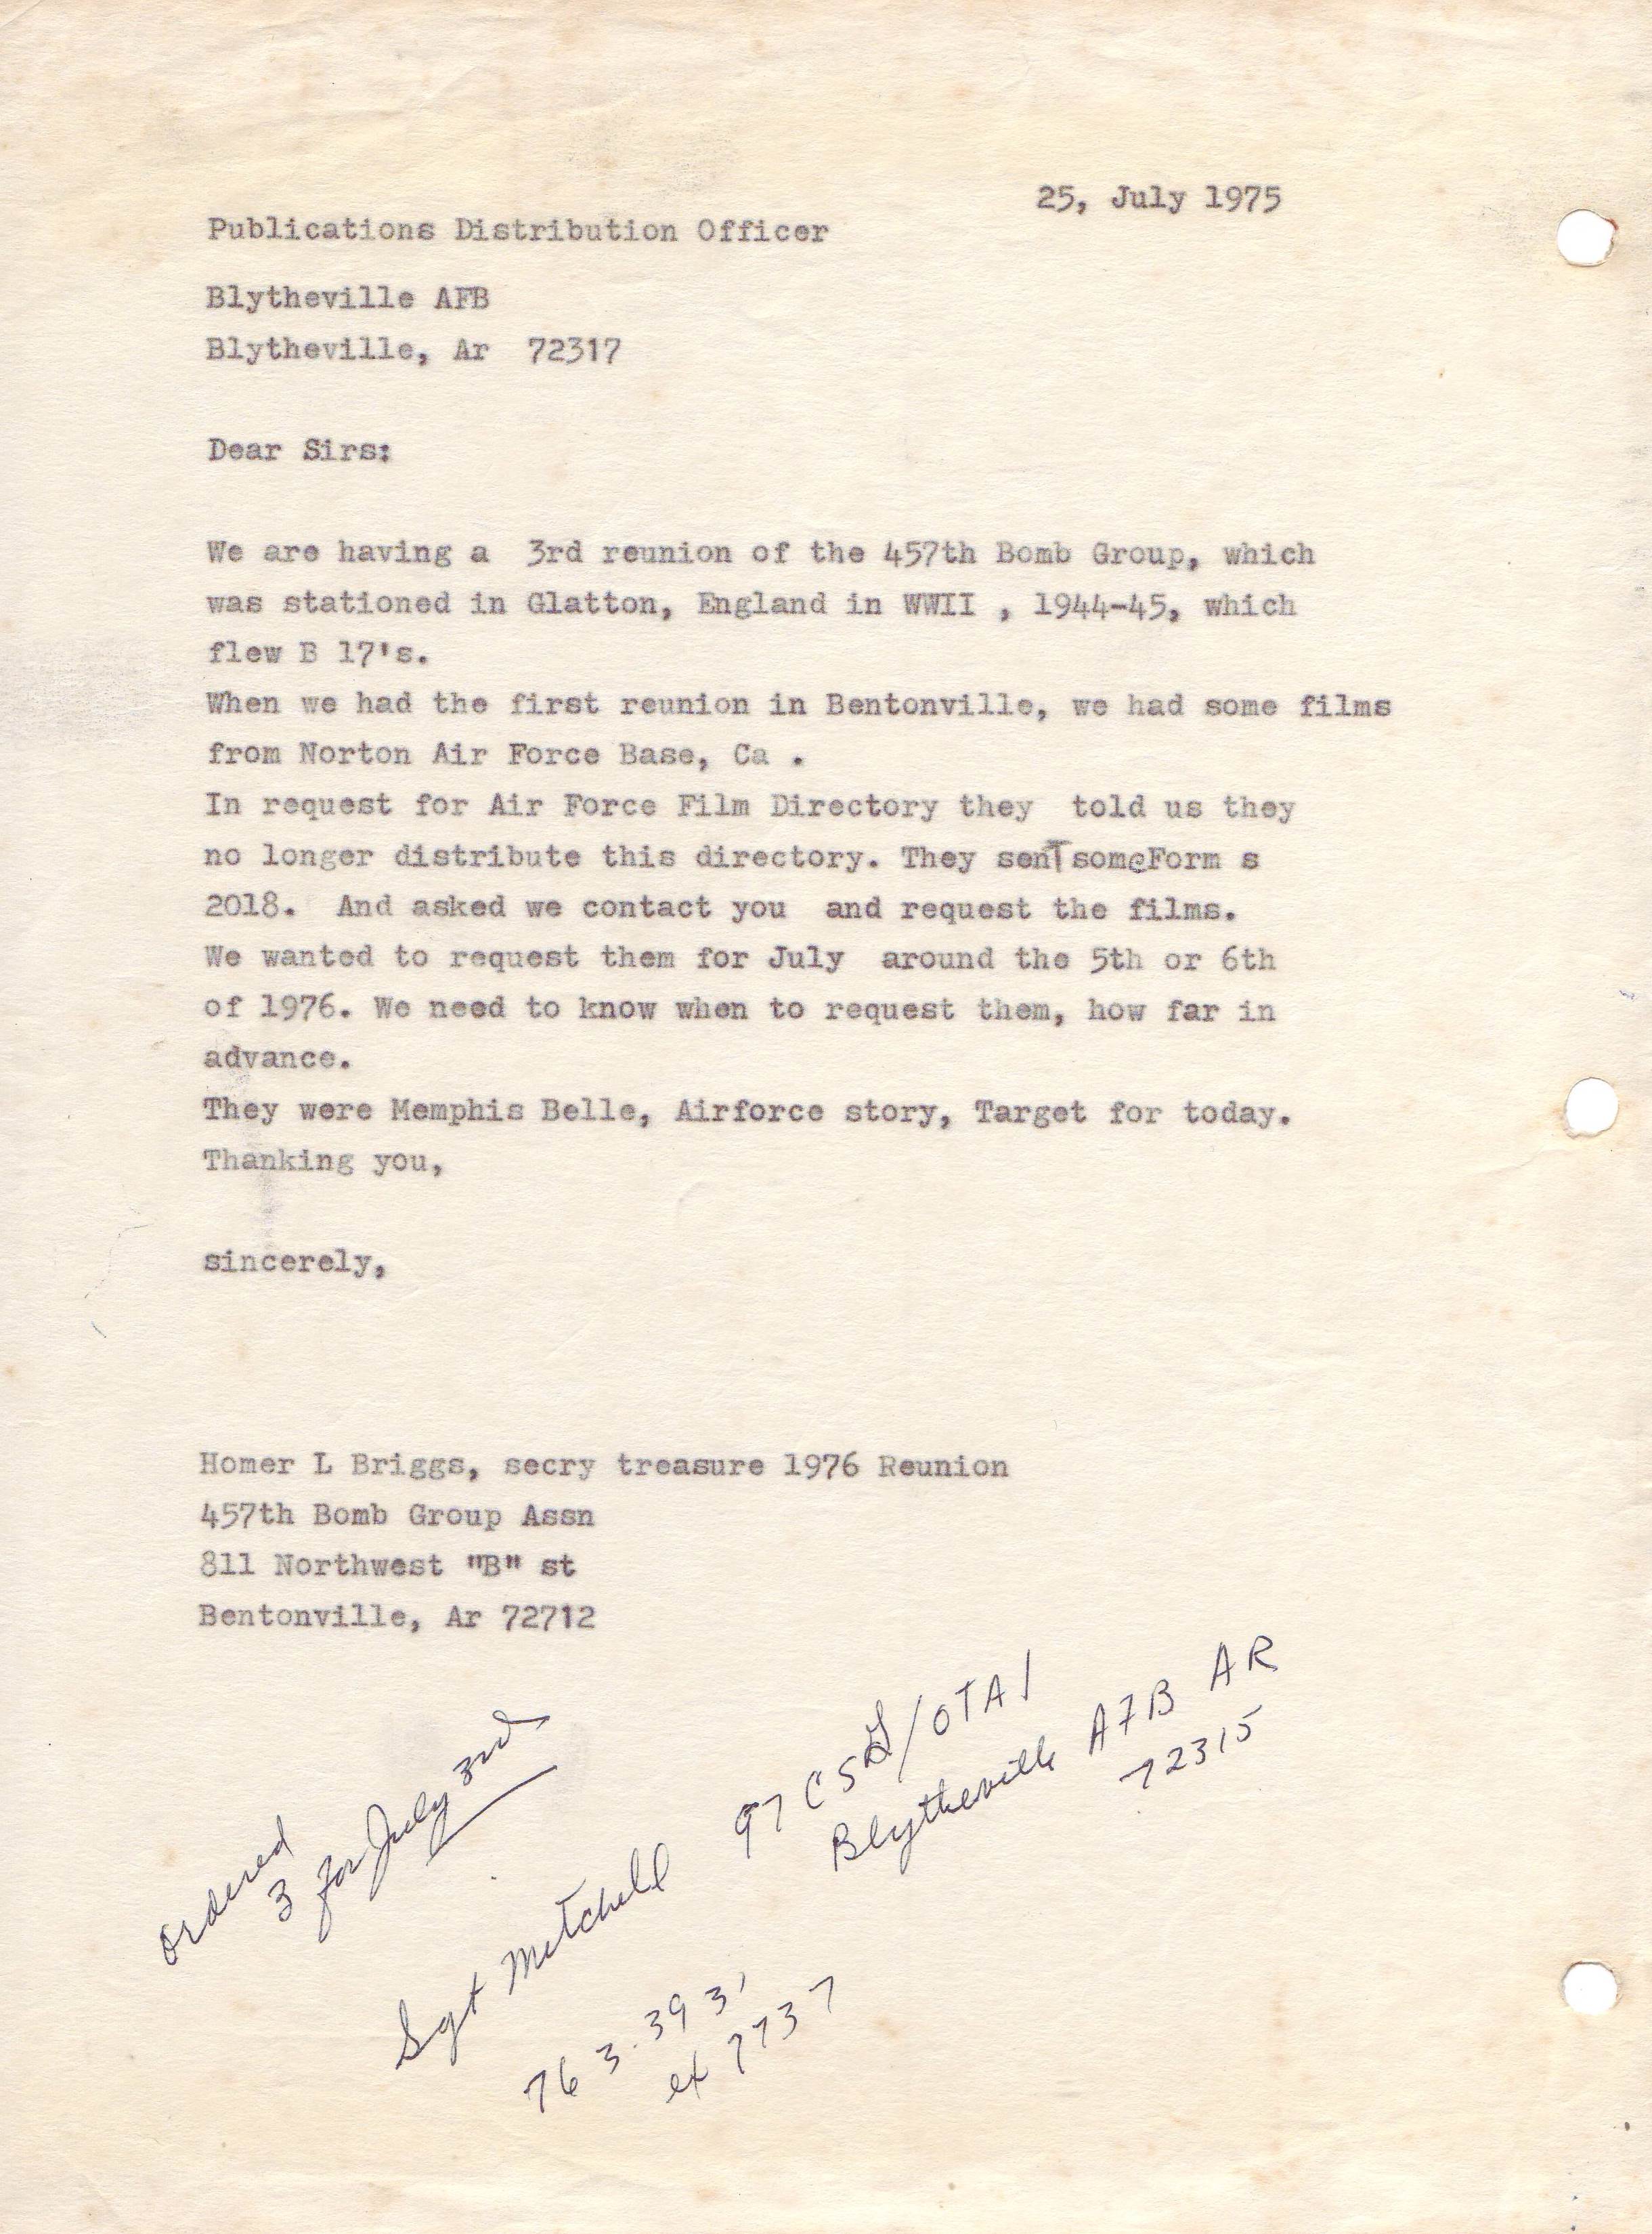 25, July 1975
Publications Distribution Officer
Blytheville AFB
Blytheville, Ar  72317
Dear Sirs:
We are having a  3rd reunion of the 457th Bomb Group, which
was stationed in Glatton, England in WWII , 1944-45, which
flew B 17's.
When we had the first reunion in Bentonville, we had some films
from Norton Air Force Base, Ca .
In request for Air Force Film Directory they  told us they
no longer distribute this directory. They senT someForm s
2018.  And asked we contact you  and request the films.
We wanted to request them for July  around the 5th or 6th
of 1976. We need to know when to request them, how far in
advance.
They were Memphis Belle, Airforce story, Target for today.
Thanking you,
sincerely,
Homer L Briggs, secry treasure 1976 Reunion
457th Bomb Group Assn
811 Northwest "B" st
Bentonville, Ar 72712
ordered
3 for July 3rd
Sgt Mitchell 97 CSG/OTAI
Blytheville AFB AR
72315
763-3931
ex 7737